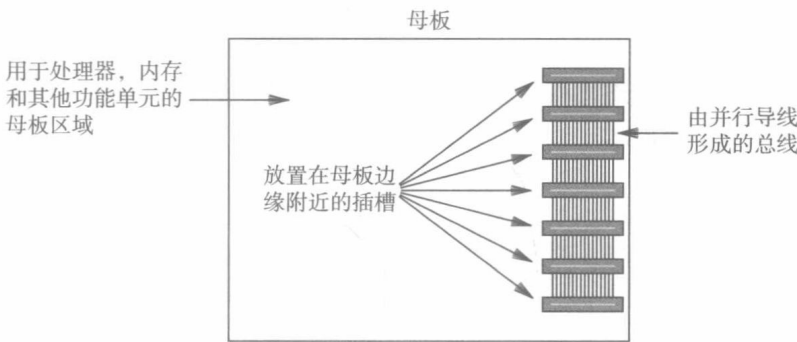 母板
用于处理器，内存
和其他功能单元的
母板区域
放置在母板边
缘附近的插槽
由并行导线
形成的总线